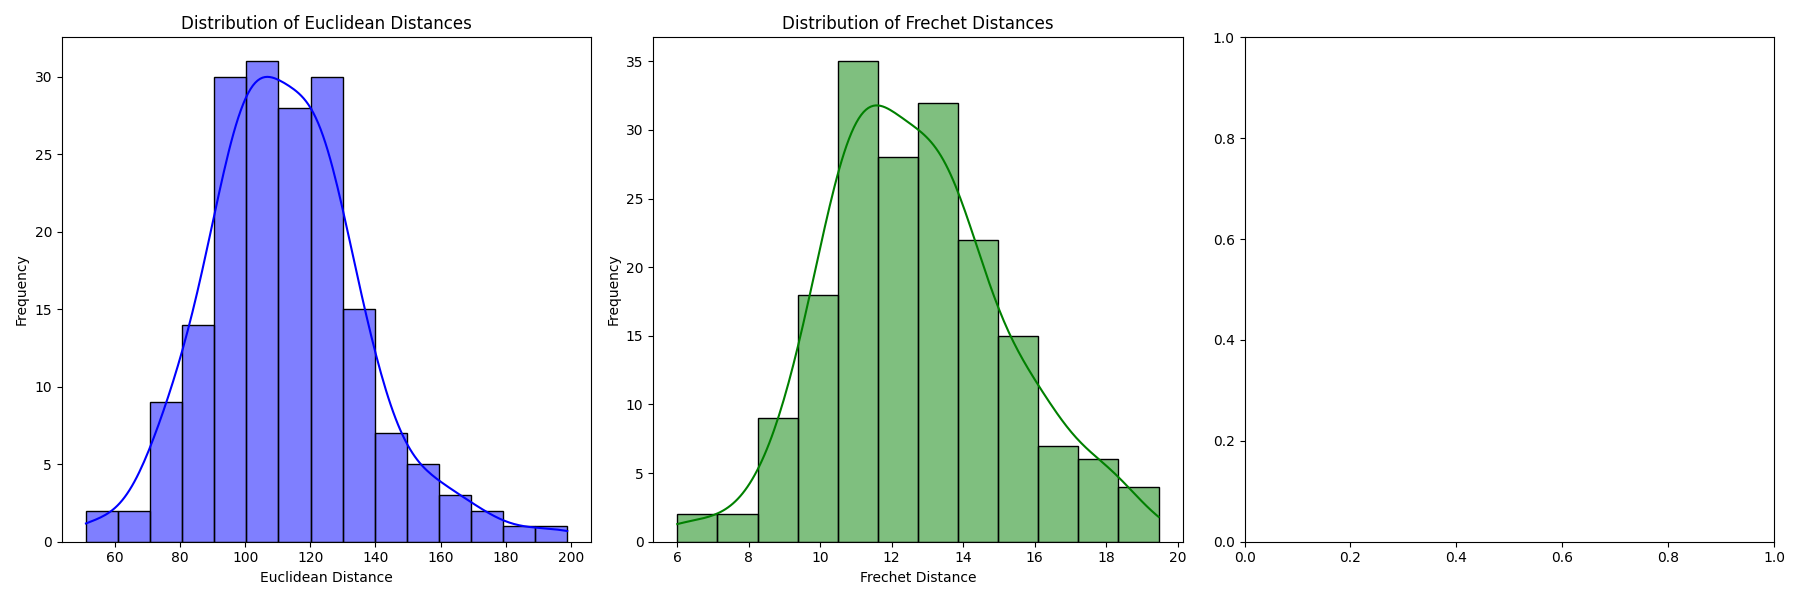 Distribution of Euclidean Distances
Frequency
30
25
20
15
10
5
0
60 80 100 120 140 160 180 200
Euclidean Distance
Distribution of Frechet Distances
Frequency
35
30
25
20
15
10
5
0
6 8 10 12 14 16 18 20
Frechet Distance
1.0
0.8
0.6
0.4
0.2
0.0
0.0 0.2 0.4 0.6 0.8 1.0